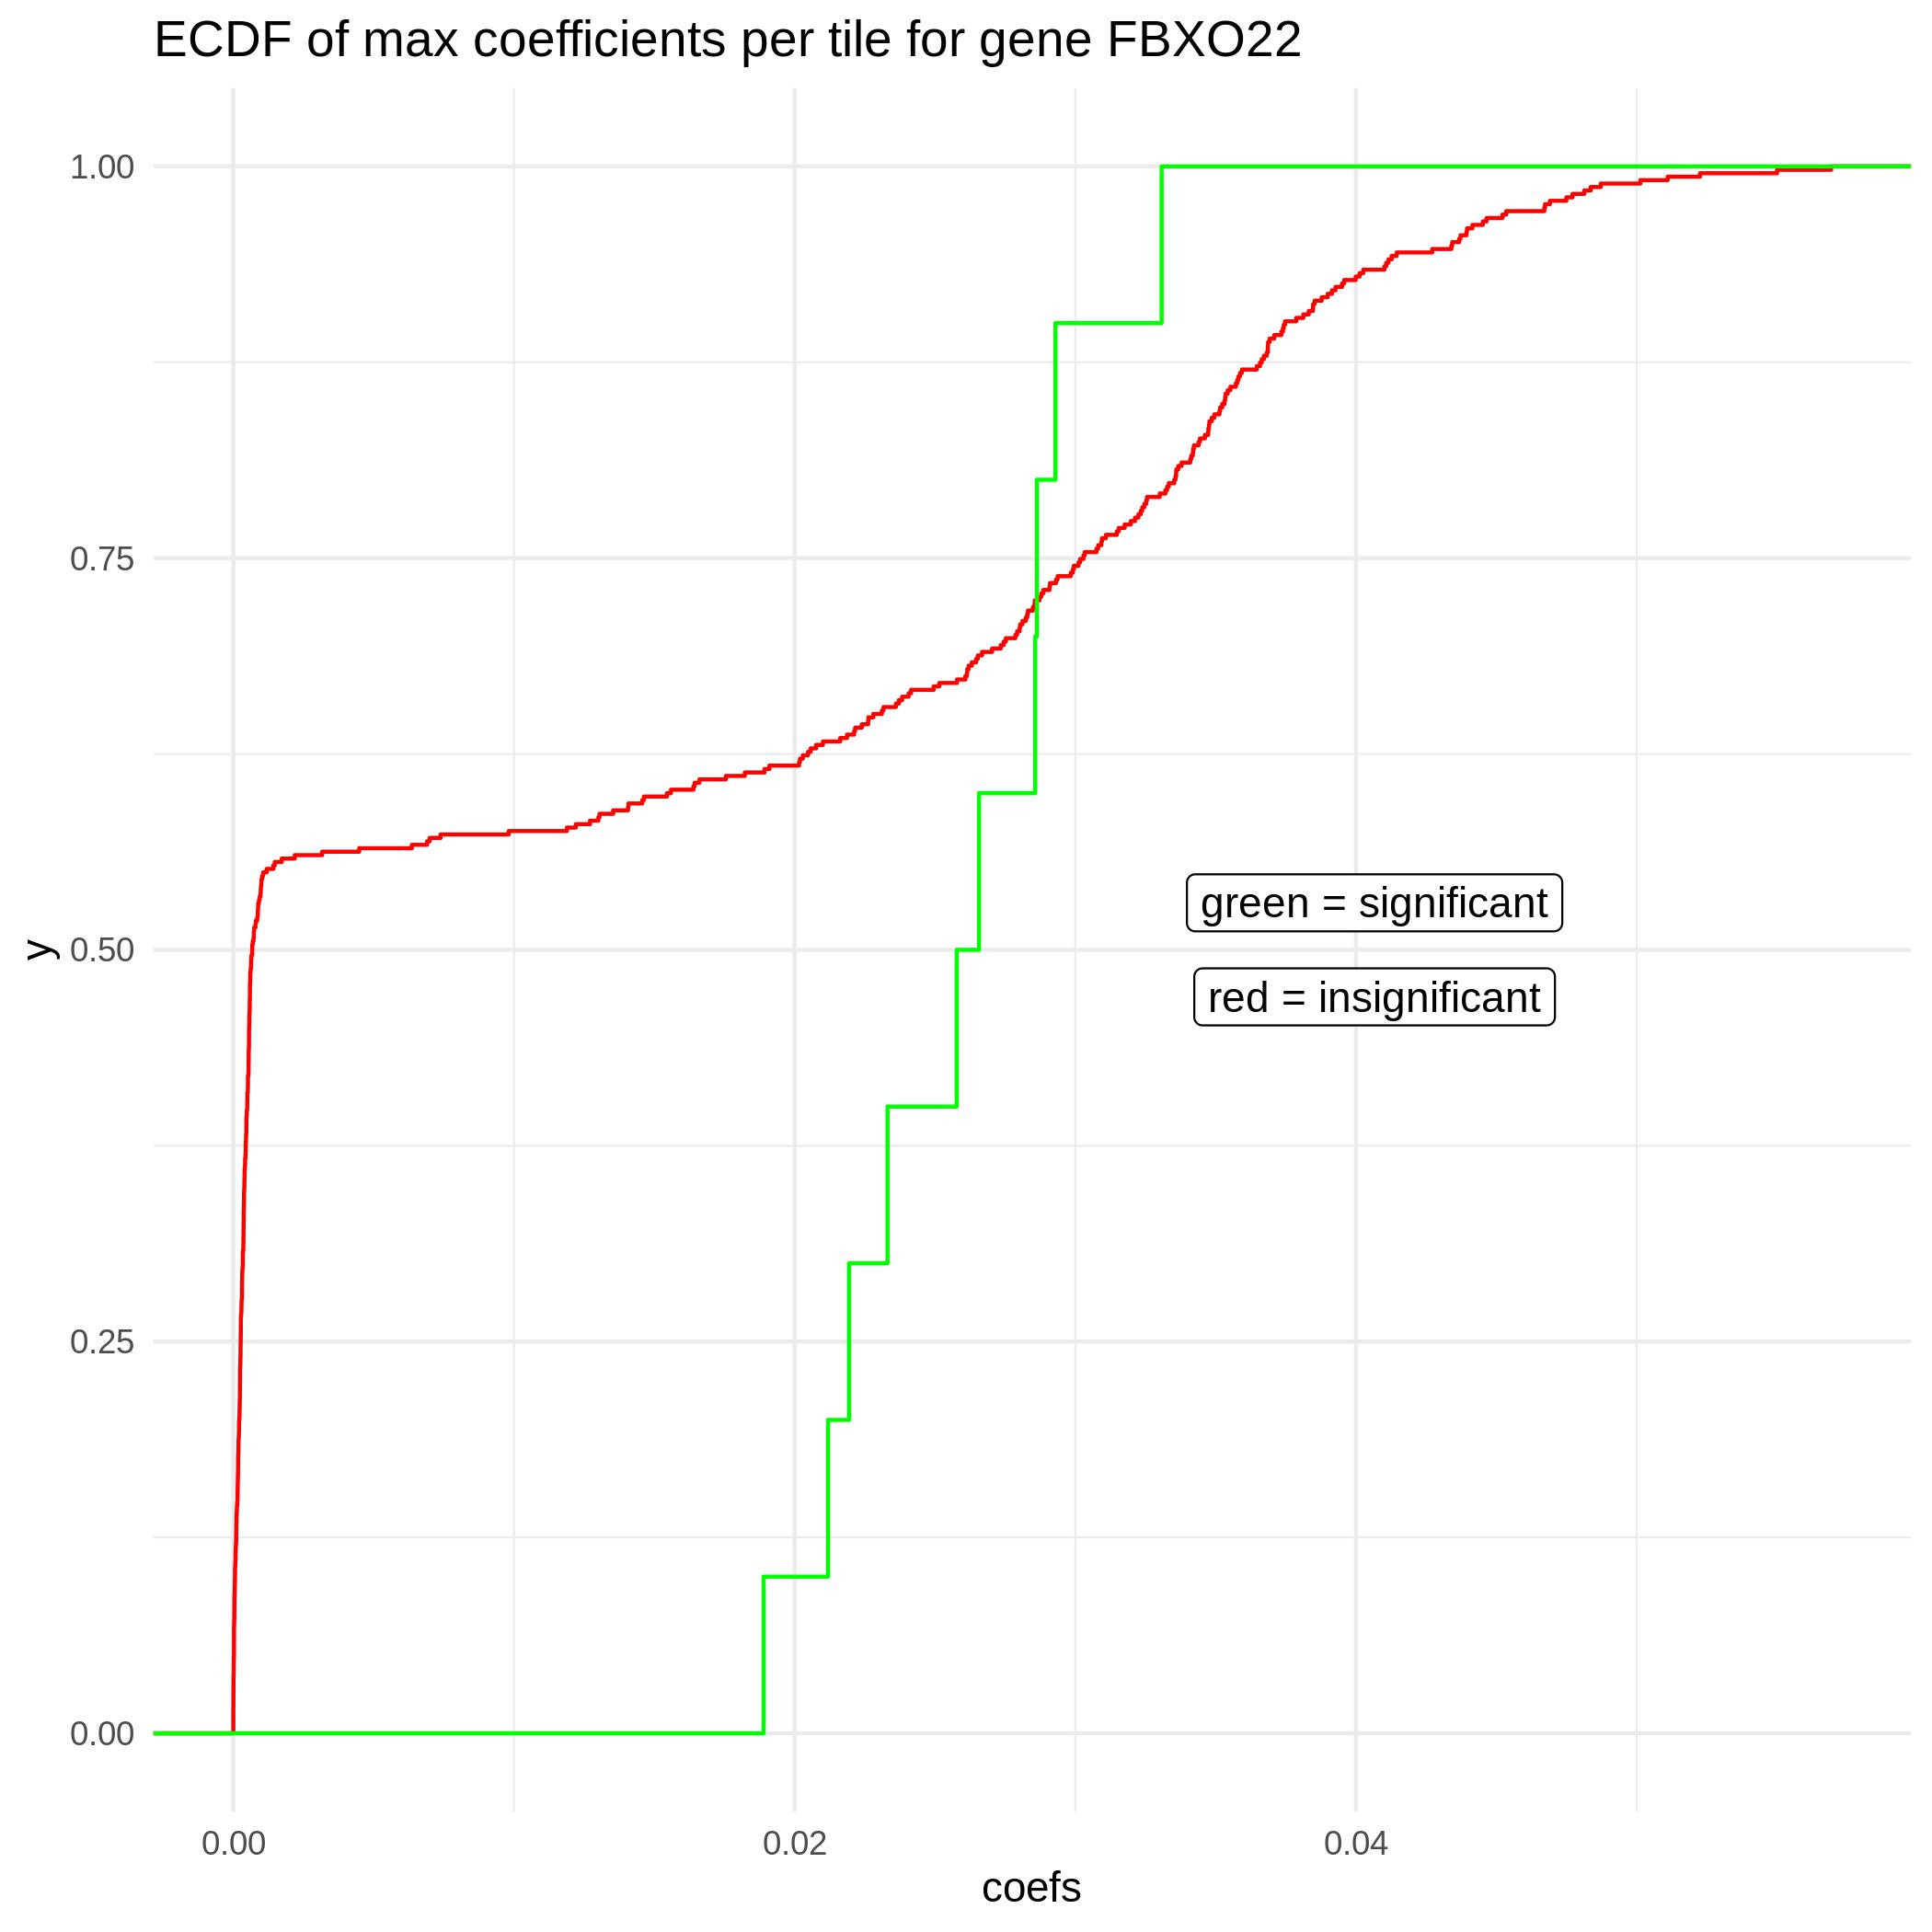 ECDF of max coefficients per tile for gene FBXO22
1.00
0.75
0.50
0.25
0.00
y
green = significant
red = insignificant
0.00 0.02 0.04
coefs